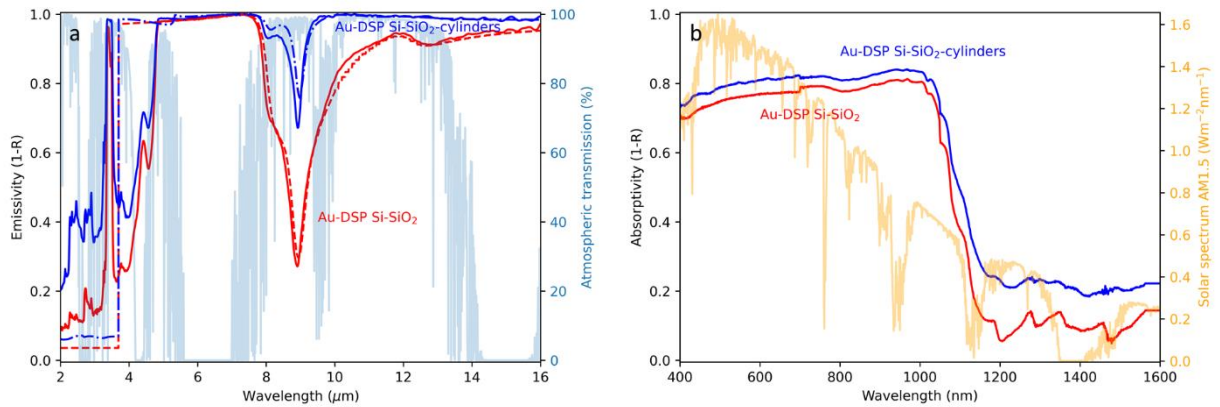 a
Au-DSP Si-SiO₂-cylinders
Au-DSP Si-SiO₂
Emissivity (1-R)
1.0
0.8
0.6
0.4
0.2
0.0
2 4 6 8 10 12 14 16
Wavelength (μm)
100
80
60
40
20
0
Atmospheric transmission (%)
b
Au-DSP Si-SiO₂-cylinders
Au-DSP Si-SiO₂
Absorptivity (1-R)
1.0
0.8
0.6
0.4
0.2
0.0
400 600 800 1000 1200 1400 1600
Wavelength (nm)
1.6
1.4
1.2
1.0
0.8
0.6
0.4
0.2
0.0
Solar spectrum AM1.5 (Wm⁻²nm⁻¹)